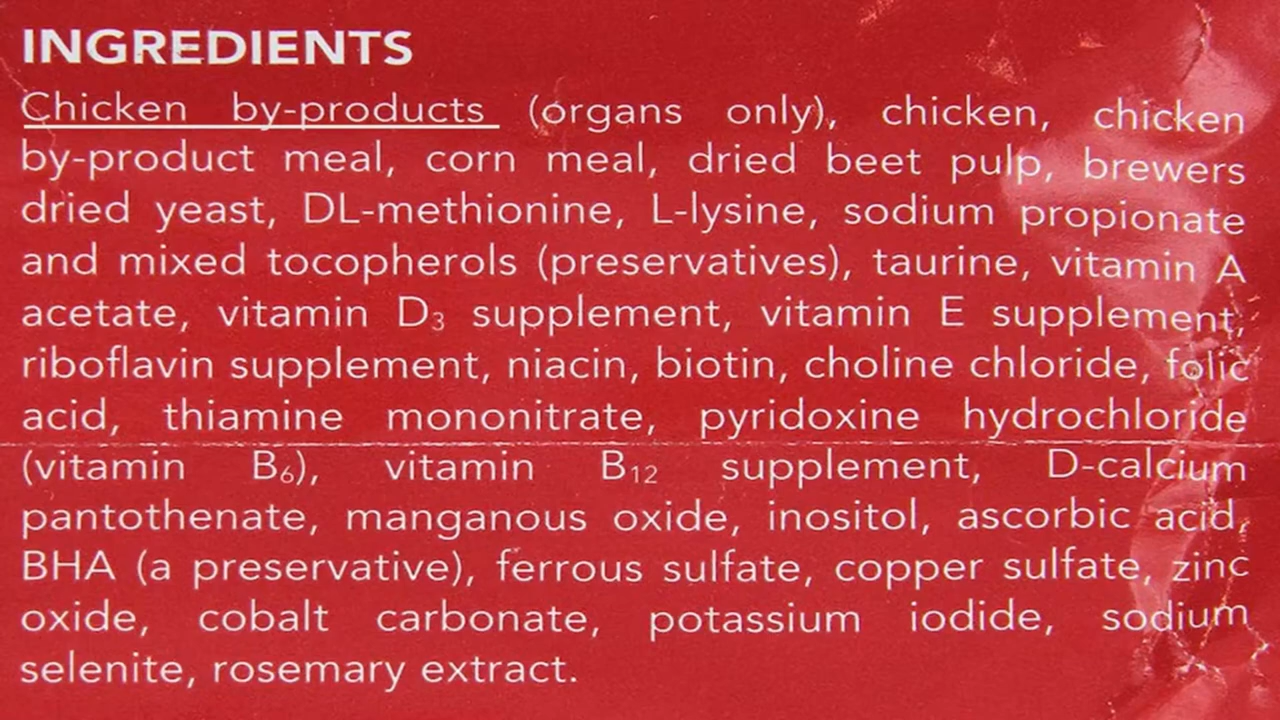 INGREDIENTS
Chicken by-products (organs only), chicken, chicken
by-product meal, corn meal, dried beet pulp, brewers
dried yeast, DL-methionine, L-lysine, sodium propionate
and mixed tocopherols (preservatives), taurine, vitamin A
acetate, vitamin D₃ supplement, vitamin E supplement,
riboflavin supplement, niacin, biotin, choline chloride, folic
acid, thiamine mononitrate, pyridoxine hydrochloride
(vitamin B₆), vitamin B₁₂ supplement, D-calcium
pantothenate, manganous oxide, inositol, ascorbic acid,
BHA (a preservative), ferrous sulfate, copper sulfate, zinc
oxide, cobalt carbonate, potassium iodide, sodium
selenite, rosemary extract.